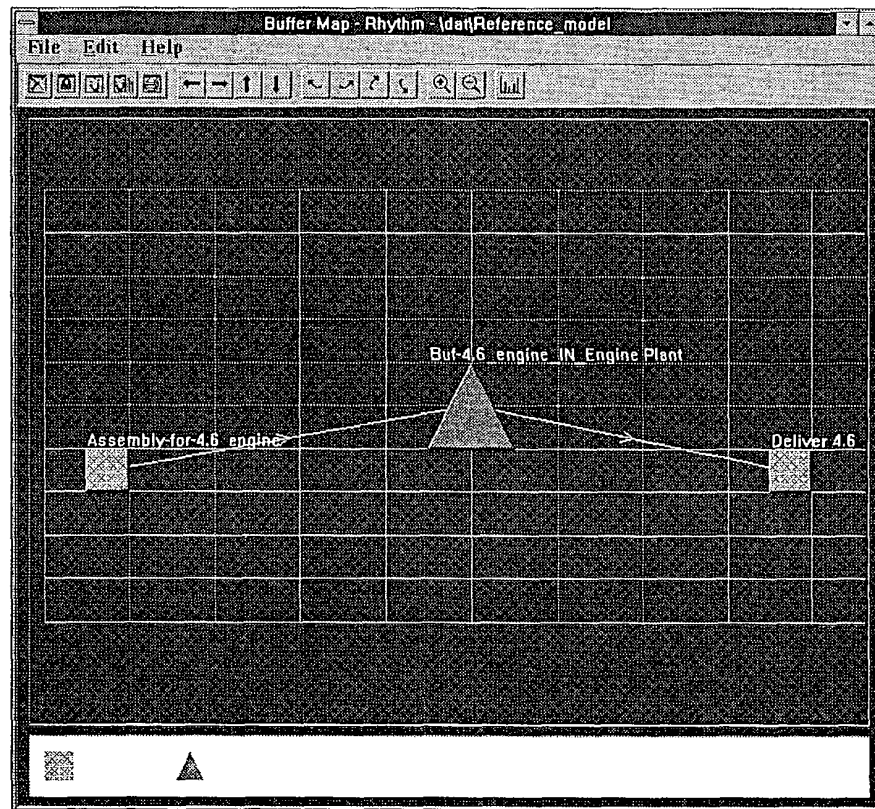 Buffer Map - Rhythm - \dat\Reference_model
File Edit Help
Buf-4.6_engine_IN_Engine Plant
Assembly-for-4.6_engine
Deliver 4.6